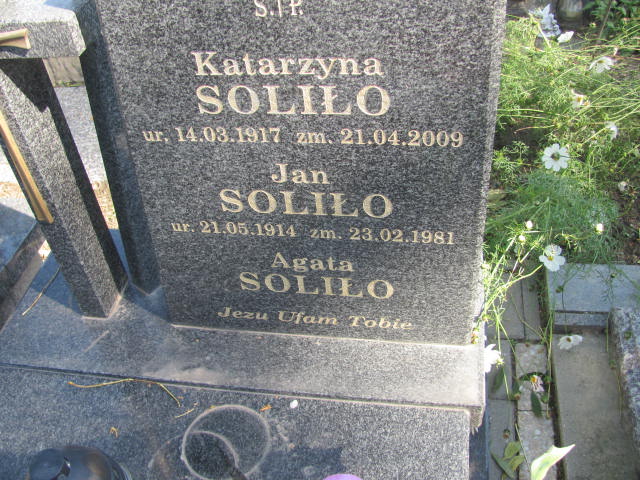 Ś. † P.
Katarzyna
SOLIŁO
ur. 14.03.1917 zm. 21.04.2009
Jan
SOLIŁO
ur. 21.05.1914 zm. 23.02.1981
Agata
SOLIŁO
Jezu Ufam Tobie